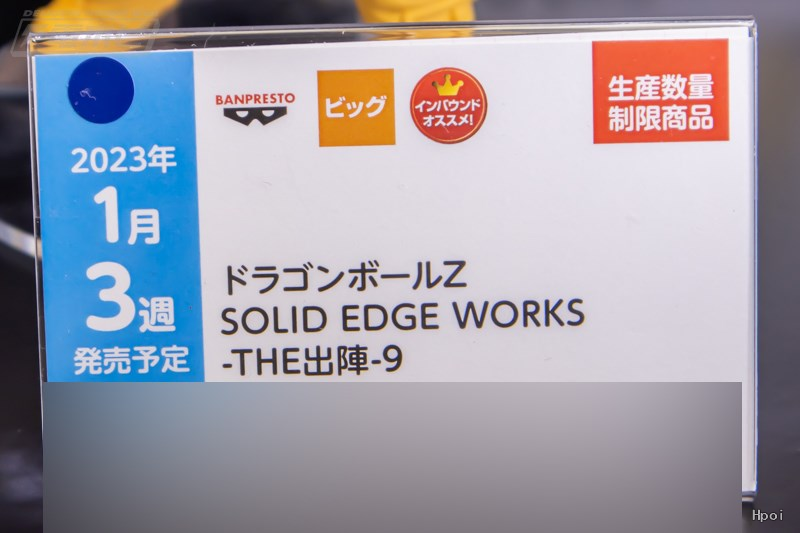 2023年
1月
3週
発売予定
BANPRESTO
ビッグ
インバウンド
オススメ!
生産数量
制限商品
ドラゴンボールZ
SOLID EDGE WORKS
-THE出陣-9
Hpoi